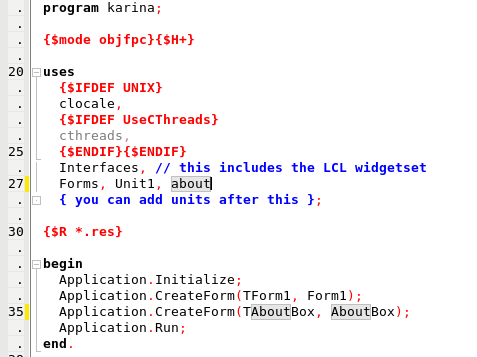 program karina;
{$mode objfpc}{$H+}
20 uses
{$IFDEF UNIX}
clocale,
{$IFDEF UseCThreads}
cthreads,
25 {$ENDIF}{$ENDIF}
Interfaces, // this includes the LCL widgetset
27 Forms, Unit1, about
{ you can add units after this };
30 {$R *.res}
begin
Application.Initialize;
Application.CreateForm(TForm1, Form1);
35 Application.CreateForm(TAboutBox, AboutBox);
Application.Run;
end.